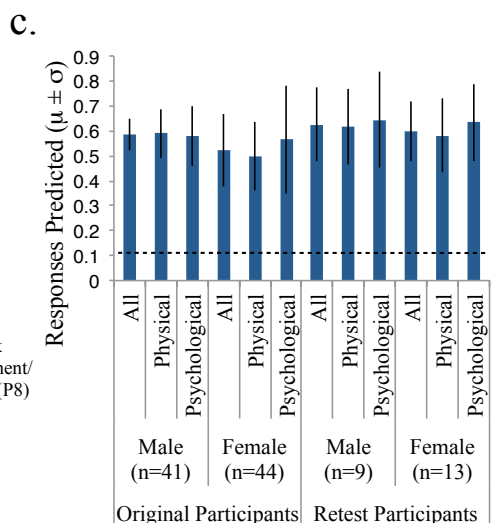 c.
Responses Predicted (μ ± σ)
0.9
0.8
0.7
0.6
0.5
0.4
0.3
0.2
0.1
0
All
Physical
Psychological
All
Physical
Psychological
All
Physical
Psychological
All
Physical
Psychological
Male
(n=41)
Female
(n=44)
Male
(n=9)
Female
(n=13)
Original Participants
Retest Participants
(P8)